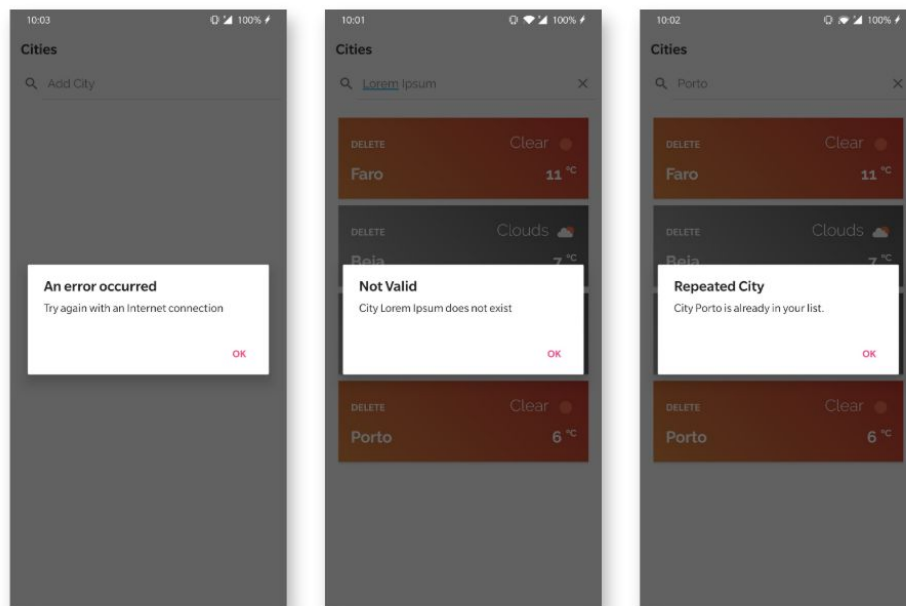 10:03
100%
Cities
Add City
An error occurred
Try again with an Internet connection
OK
10:01
100%
Cities
Lorem Ipsum
DELETE
Clear
Faro
11 °C
DELETE
Clouds
Beja
7 °C
Not Valid
City Lorem Ipsum does not exist
OK
DELETE
Clear
Porto
6 °C
10:02
100%
Cities
Porto
DELETE
Clear
Faro
11 °C
DELETE
Clouds
Beja
7 °C
Repeated City
City Porto is already in your list.
OK
DELETE
Clear
Porto
6 °C